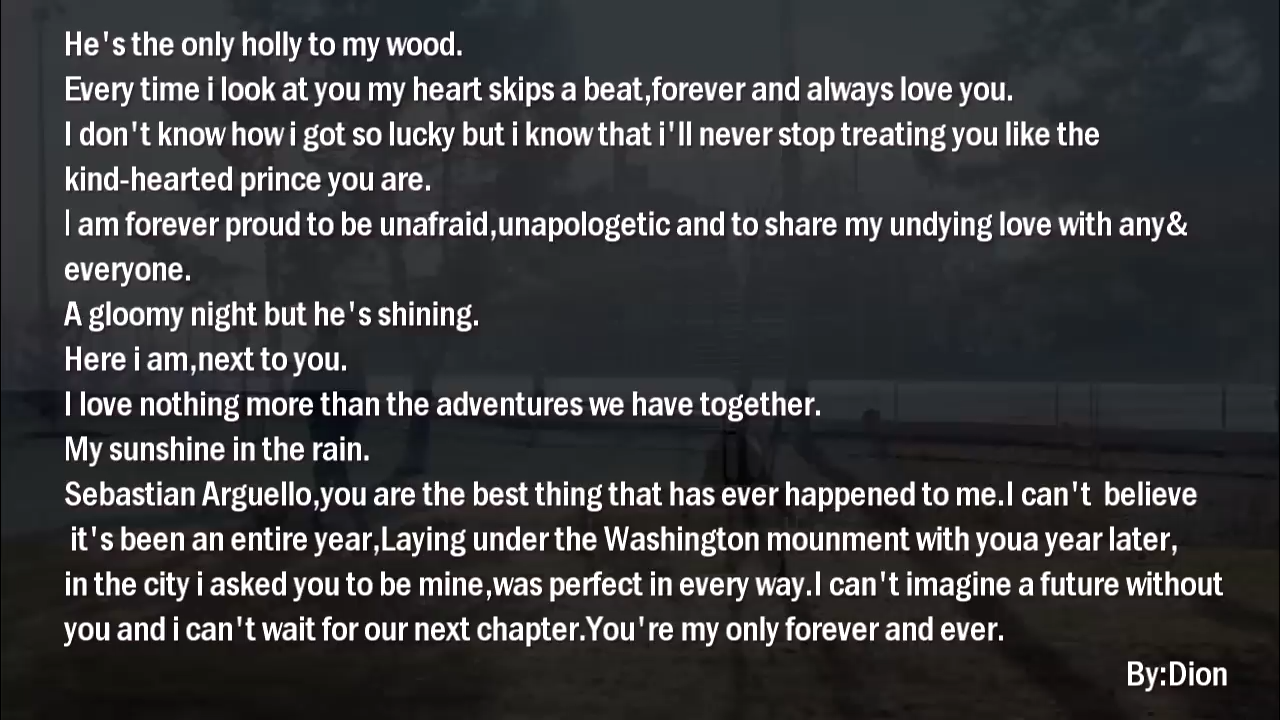 He's the only holly to my wood.
Every time i look at you my heart skips a beat,forever and always love you.
I don't know how i got so lucky but i know that i'll never stop treating you like the
kind-hearted prince you are.
I am forever proud to be unafraid,unapologetic and to share my undying love with any&
everyone.
A gloomy night but he's shining.
Here i am,next to you.
I love nothing more than the adventures we have together.
My sunshine in the rain.
Sebastian Arguello,you are the best thing that has ever happened to me.I can't  believe
it's been an entire year,Laying under the Washington mounment with youa year later,
in the city i asked you to be mine,was perfect in every way.I can't imagine a future without
you and i can't wait for our next chapter.You're my only forever and ever.
By:Dion